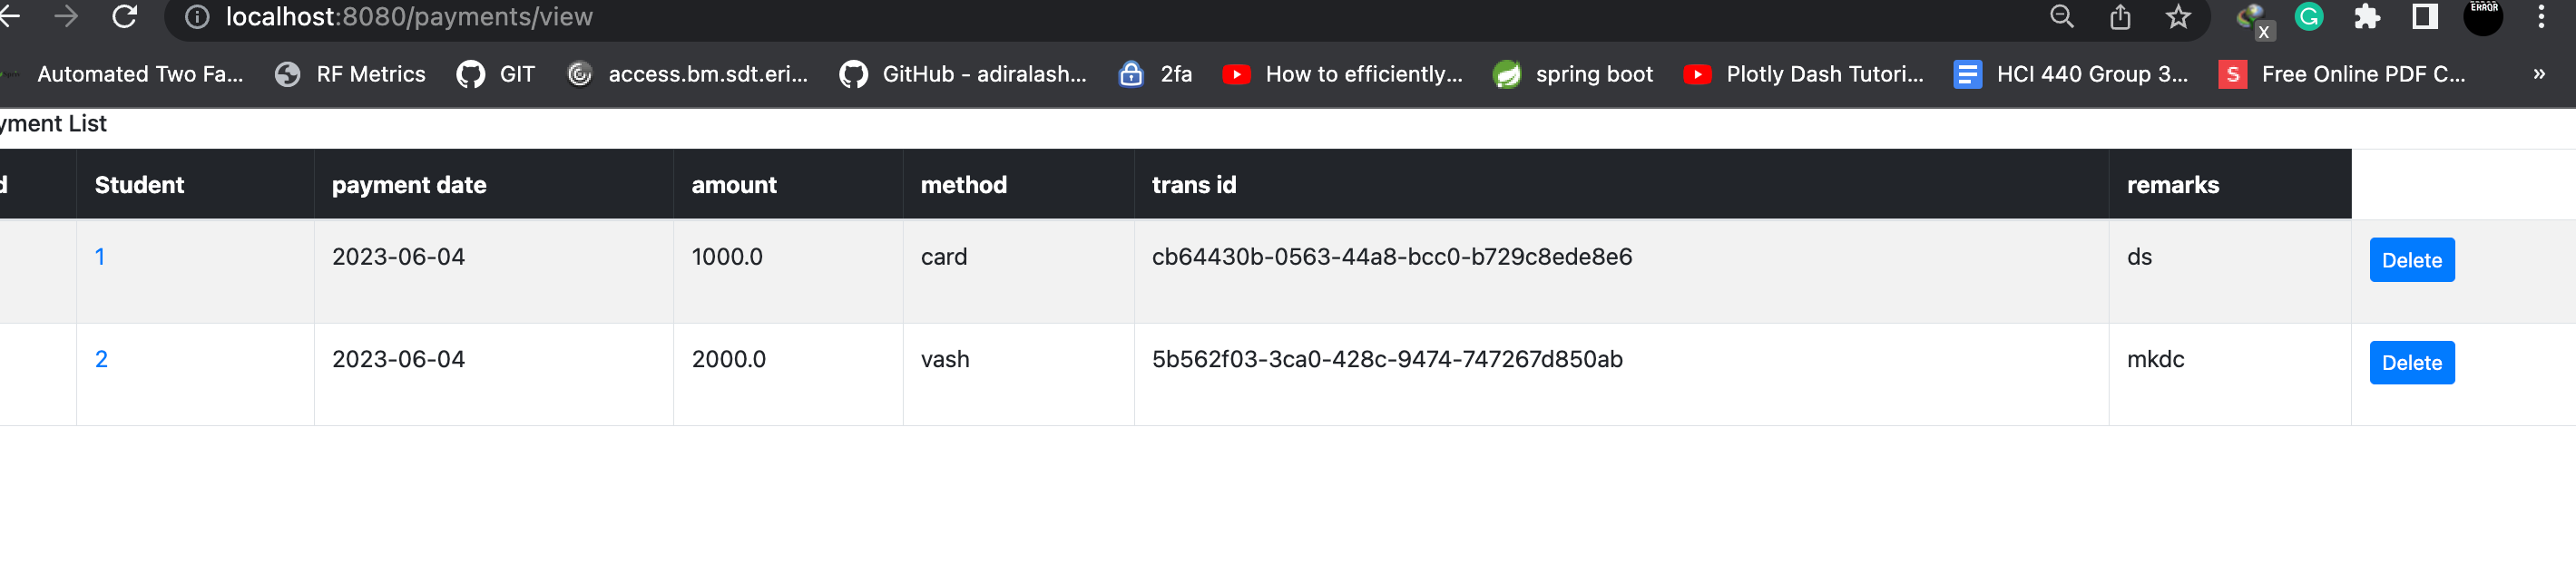 localhost:8080/payments/view
X
ERROR
Automated Two Fa... RF Metrics GIT access.bm.sdt.eri... GitHub - adiralash... 2fa How to efficiently... spring boot Plotly Dash Tutori... HCI 440 Group 3... S Free Online PDF C... »
yment List
d Student payment date amount method trans id remarks
1 2023-06-04 1000.0 card cb64430b-0563-44a8-bcc0-b729c8ede8e6 ds Delete
2 2023-06-04 2000.0 vash 5b562f03-3ca0-428c-9474-747267d850ab mkdc Delete